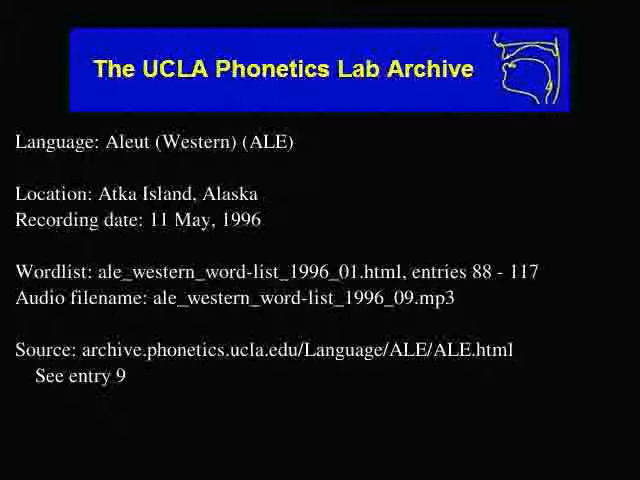 The UCLA Phonetics Lab Archive
Language: Aleut (Western) (ALE)
Location: Atka Island, Alaska
Recording date: 11 May, 1996
Wordlist: ale_western_word-list_1996_01.html, entries 88 - 117
Audio filename: ale_western_word-list_1996_09.mp3
Source: archive.phonetics.ucla.edu/Language/ALE/ALE.html
See entry 9